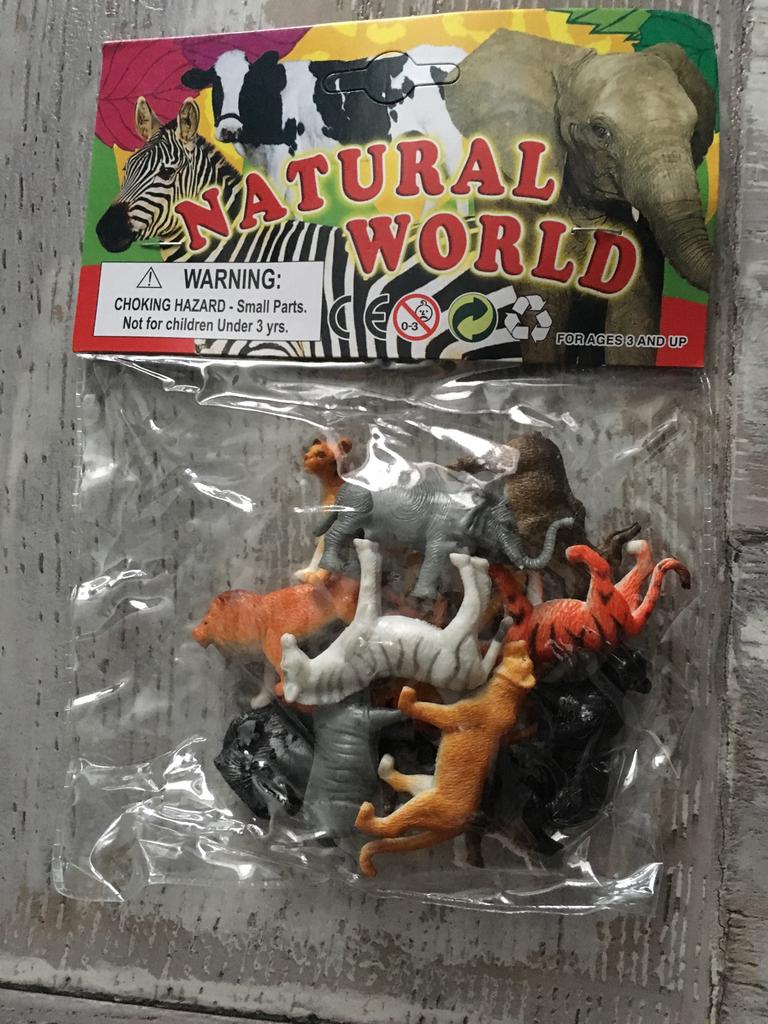 NATURAL
WORLD
WARNING:
CHOKING HAZARD - Small Parts.
Not for children Under 3 yrs.
CE
0-3
FOR AGES 3 AND UP